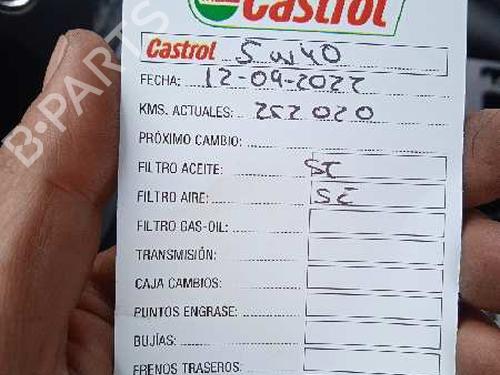 Castrol
Castrol 5W40
FECHA: 12-09-2022
KMS. ACTUALES: 252020
PRÓXIMO CAMBIO:
FILTRO ACEITE: SI
FILTRO AIRE: SI
FILTRO GAS-OIL:
TRANSMISIÓN:
CAJA CAMBIOS:
PUNTOS ENGRASE:
BUJÍAS:
FRENOS TRASEROS:
B-PARTS